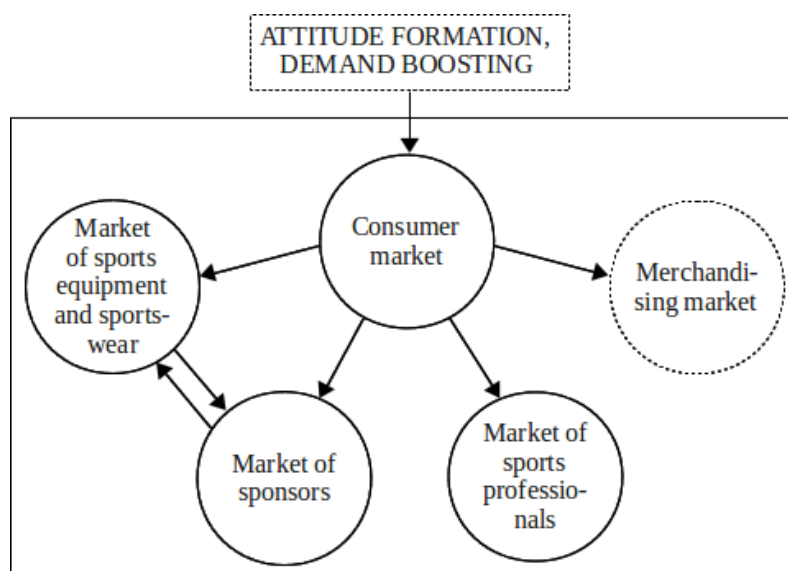 ATTITUDE FORMATION,
DEMAND BOOSTING
Consumer
market
Market
of sports
equipment
and sports-
wear
Merchandi-
sing market
Market of
sponsors
Market of
sports
professio-
nals